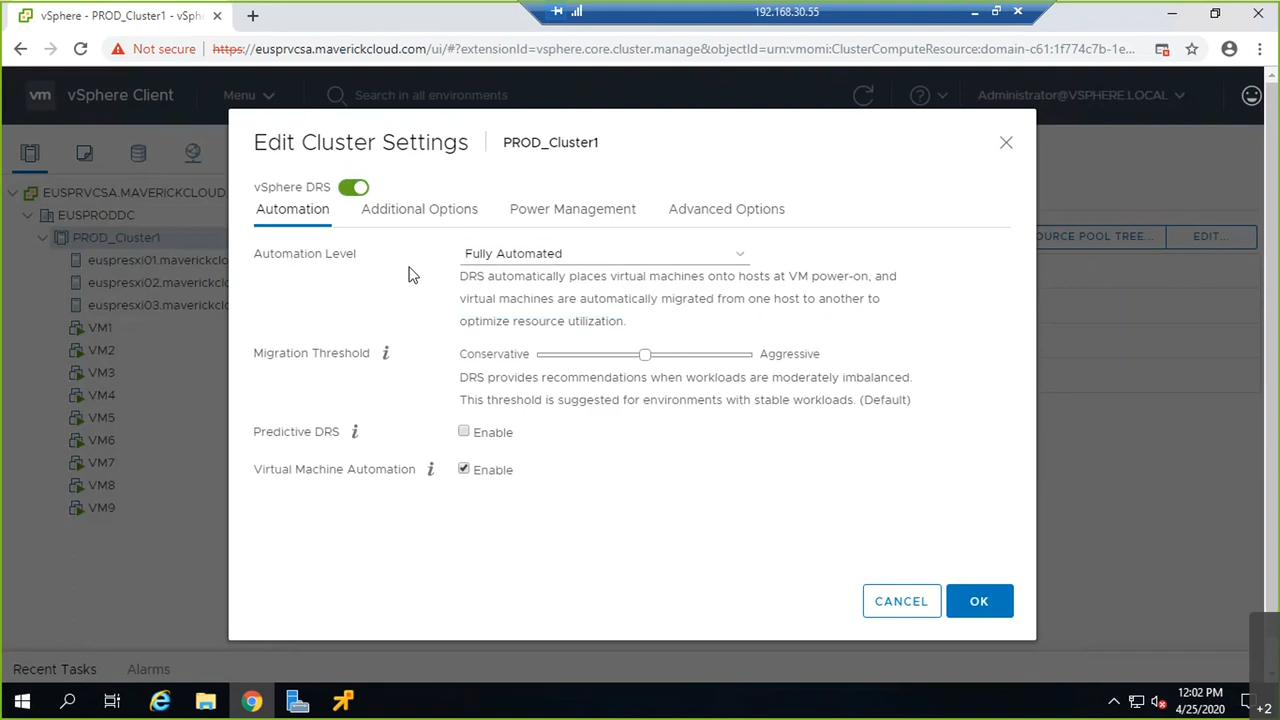 vSphere - PROD_Cluster1 - vSphe
192.168.30.55
Not secure
https://eusprvcsa.maverickcloud.com/ui/#?extensionId=vsphere.core.cluster.manage&objectId=urn:vmomi:ClusterComputeResource:domain-c61:1f774c7b-1e...
vm vSphere Client
Menu
Search in all environments
Administrator@VSPHERE.LOCAL
EUSPRVCSA.MAVERICKCLOUD.
EUSPRODDC
PROD_Cluster1
euspresxi01.maverickclo
euspresxi02.maverickclo
euspresxi03.maverickclo
VM1
VM2
VM3
VM4
VM5
VM6
VM7
VM8
VM9
OURCE POOL TREE...
EDIT...
Edit Cluster Settings
PROD_Cluster1
vSphere DRS
Automation
Additional Options
Power Management
Advanced Options
Automation Level
Fully Automated
DRS automatically places virtual machines onto hosts at VM power-on, and
virtual machines are automatically migrated from one host to another to
optimize resource utilization.
Migration Threshold
Conservative
Aggressive
DRS provides recommendations when workloads are moderately imbalanced.
This threshold is suggested for environments with stable workloads. (Default)
Predictive DRS
Enable
Virtual Machine Automation
Enable
CANCEL
OK
Recent Tasks
Alarms
12:02 PM
4/25/2020
+2